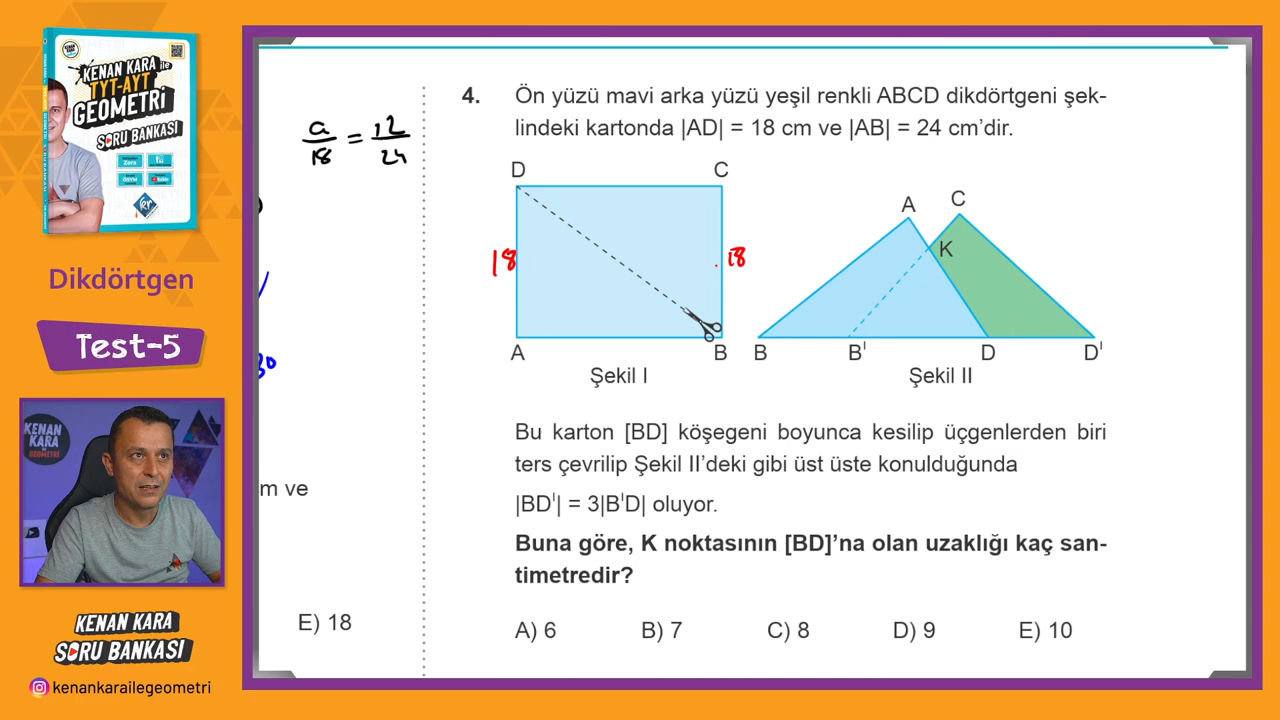 KENAN KARA ile
TYT-AYT
GEOMETRİ
SORU BANKASI
Dikdörtgen
Test-5
KENAN
KARA
GEOMETRİ
KENAN KARA
SORU BANKASI
kenankarailegeometri
a/18 = 12/24
30
m ve
E) 18
4. Ön yüzü mavi arka yüzü yeşil renkli ABCD dikdörtgeni şek-
lindeki kartonda |AD| = 18 cm ve |AB| = 24 cm'dir.
D C
18 18
A B
Şekil I
A C
K
B B' D D'
Şekil II
Bu karton [BD] köşegeni boyunca kesilip üçgenlerden biri
ters çevrilip Şekil II'deki gibi üst üste konulduğunda
|BD'| = 3|B'D| oluyor.
Buna göre, K noktasının [BD]'na olan uzaklığı kaç san-
timetredir?
A) 6 B) 7 C) 8 D) 9 E) 10